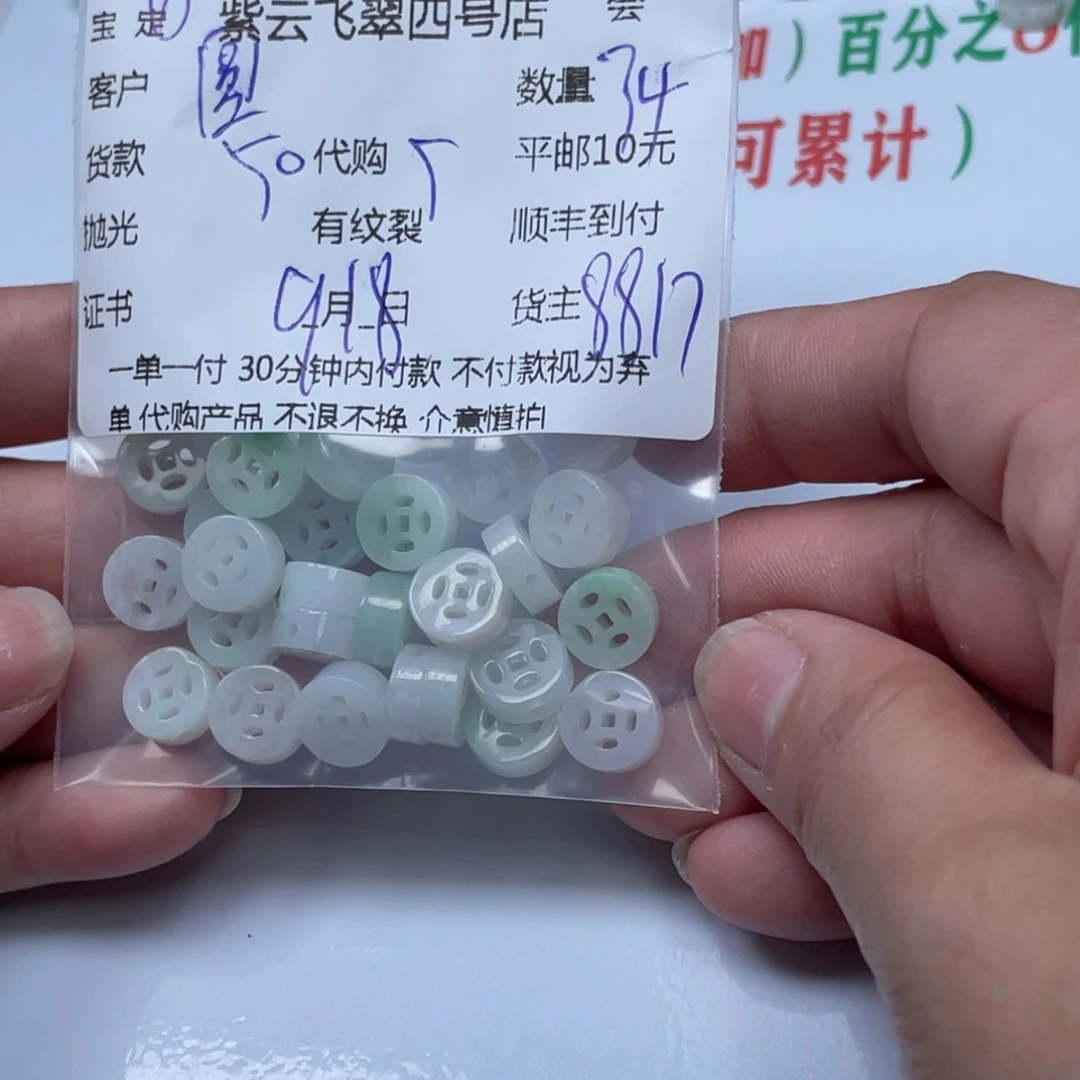 宝 定 紫云飞翠四号店 会
客户 圆 数量 34
货款 50 代购 5 平邮10元
抛光 有纹裂 顺丰到付
证书 9月18日 货主 8817
一单一付 30分钟内付款 不付款视为弃
单 代购产品 不退不换 介意慎拍
）百分之
可累计）